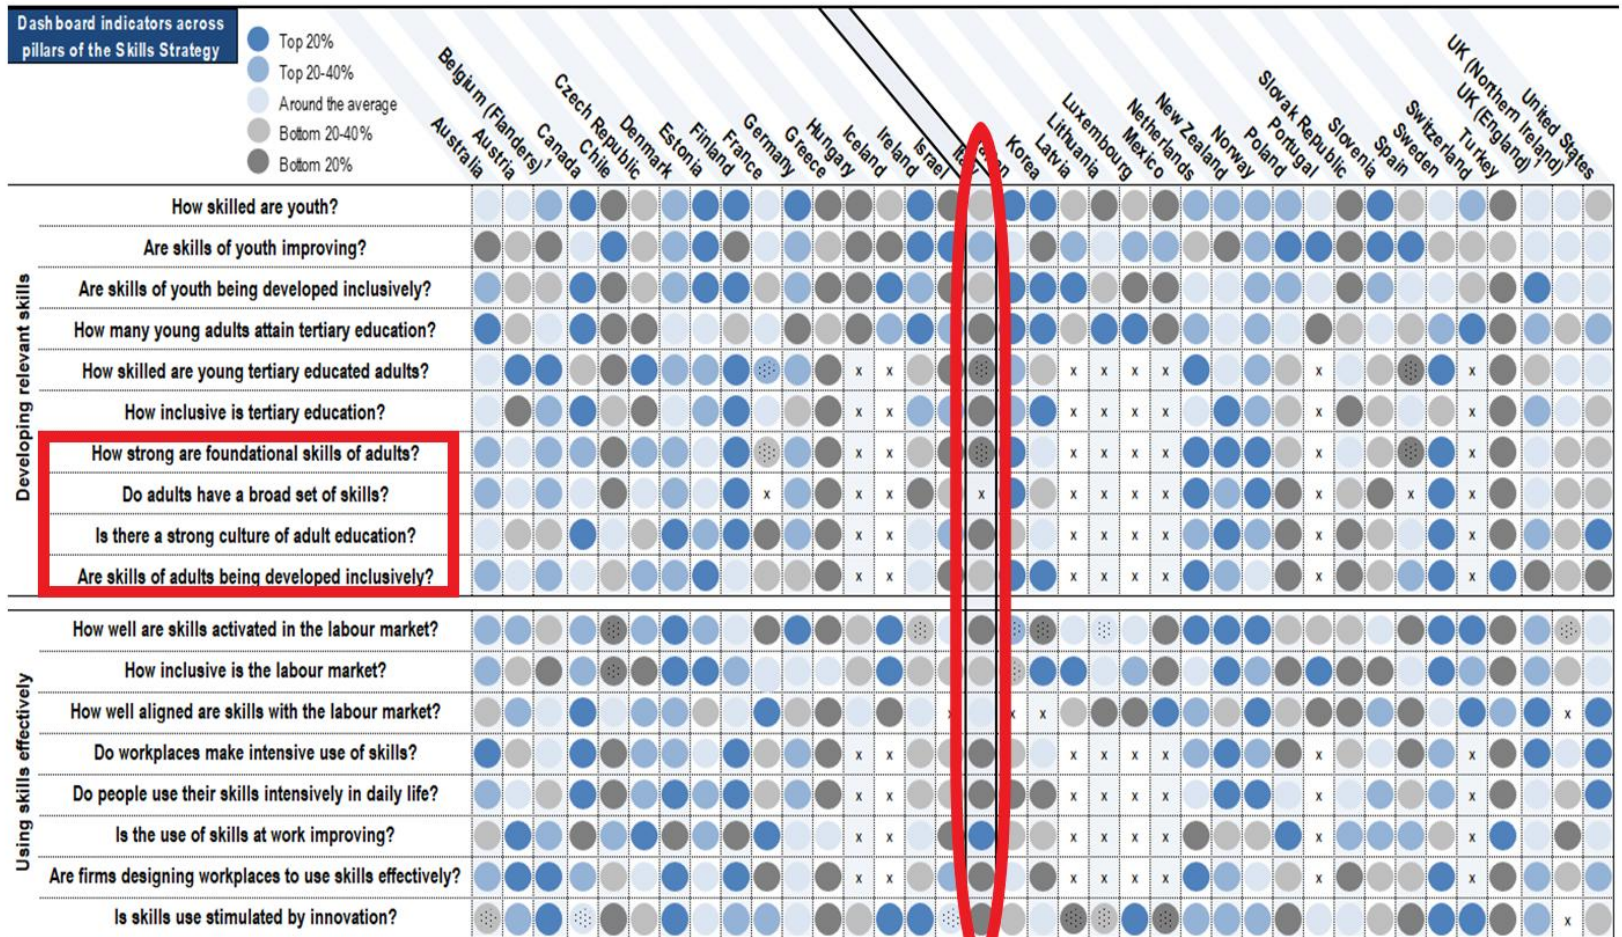 Dashboard indicators across
pillars of the Skills Strategy
Top 20%
Top 20-40%
Around the average
Bottom 20-40%
Bottom 20%
Australia
Austria
Belgium (Flanders) 1
Canada
Chile
Czech Republic
Denmark
Estonia
Finland
France
Germany
Greece
Hungary
Iceland
Ireland
Israel
Korea
Latvia
Lithuania
Luxembourg
Mexico
Netherlands
New Zealand
Norway
Poland
Portugal
Slovak Republic
Slovenia
Spain
Sweden
Switzerland
Turkey
UK (England) 1
UK (Northern Ireland) 1
United States
Developing relevant skills
How skilled are youth?
Are skills of youth improving?
Are skills of youth being developed inclusively?
How many young adults attain tertiary education?
How skilled are young tertiary educated adults? x x x x x x x x
How inclusive is tertiary education? x x x x x x x x
How strong are foundational skills of adults? x x x x x x x x
Do adults have a broad set of skills? x x x x x x x x x x x
Is there a strong culture of adult education? x x x x x x x x
Are skills of adults being developed inclusively? x x x x x x x x
Using skills effectively
How well are skills activated in the labour market?
How inclusive is the labour market?
How well aligned are skills with the labour market? x x x x
Do workplaces make intensive use of skills? x x x x x x x x
Do people use their skills intensively in daily life? x x x x x x x x
Is the use of skills at work improving? x x x x x x x x
Are firms designing workplaces to use skills effectively? x x x x x x x x
Is skills use stimulated by innovation? x